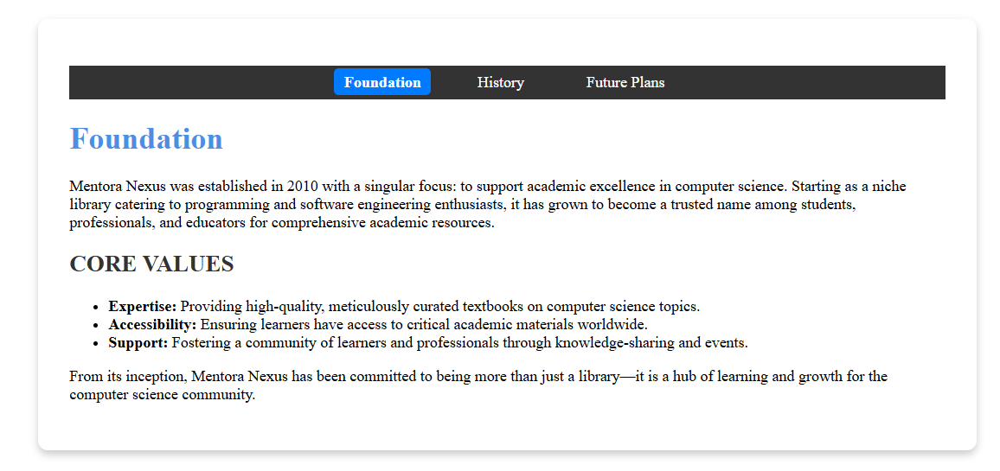 Foundation History Future Plans
Foundation
Mentora Nexus was established in 2010 with a singular focus: to support academic excellence in computer science. Starting as a niche
library catering to programming and software engineering enthusiasts, it has grown to become a trusted name among students,
professionals, and educators for comprehensive academic resources.
CORE VALUES
• Expertise: Providing high-quality, meticulously curated textbooks on computer science topics.
• Accessibility: Ensuring learners have access to critical academic materials worldwide.
• Support: Fostering a community of learners and professionals through knowledge-sharing and events.
From its inception, Mentora Nexus has been committed to being more than just a library—it is a hub of learning and growth for the
computer science community.